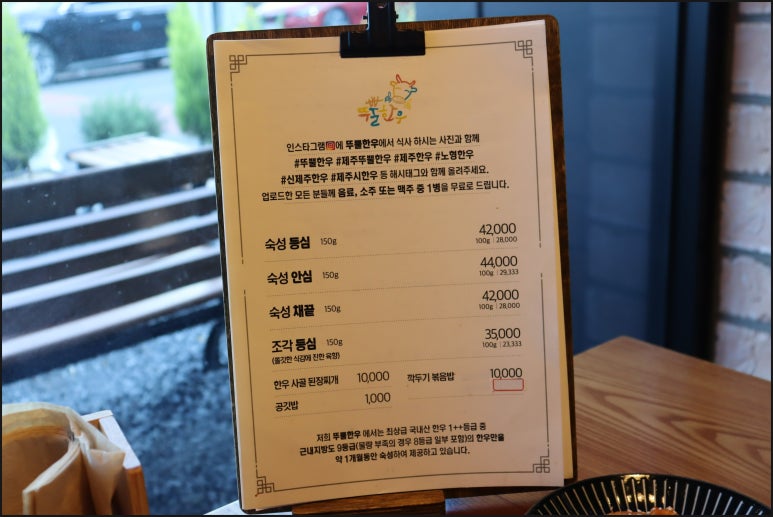 뚜뿔한우
인스타그램에 뚜뿔한우에서 식사 하시는 사진과 함께
#뚜뿔한우 #제주뚜뿔한우 #제주한우 #노형한우
#신제주한우 #제주시한우 등 해시태그와 함께 올려주세요.
업로드한 모든 분들께 음료, 소주 또는 맥주 중 1병을 무료로 드립니다.
숙성 등심 150g 42,000
100g | 28,000
숙성 안심 150g 44,000
100g | 29,333
숙성 채끝 150g 42,000
100g | 28,000
조각 등심 150g 35,000
(쫄깃한 식감에 진한 육향) 100g | 23,333
한우 사골 된장찌개 10,000 깍두기 볶음밥 10,000
공깃밥 1,000
저희 뚜뿔한우 에서는 최상급 국내산 한우 1++등급 중
근내지방도 9등급(물량 부족의 경우 8등급 일부 포함)의 한우만을
약 1개월동안 숙성하여 제공하고 있습니다.